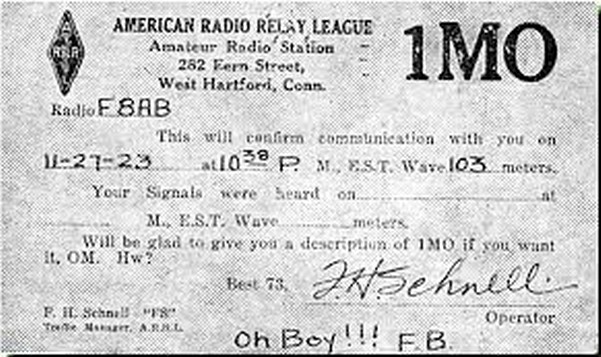 A
R R
L
AMERICAN RADIO RELAY LEAGUE
Amateur Radio Station
282 Fern Street,
West Hartford, Conn.
1MO
Radio F8AB
This will confirm communication with you on
11-27-23 at 10 38 P. M., E.S.T. Wave 103 meters.
Your Signals were heard on at
M., E.S.T. Wave meters.
Will be glad to give you a description of 1MO if you want
it, OM. Hw?
Best 73,
F.H. Schnell
Operator
F. H. Schnell "FS"
Traffic Manager, A.R.R.L.
Oh Boy!!! F.B.